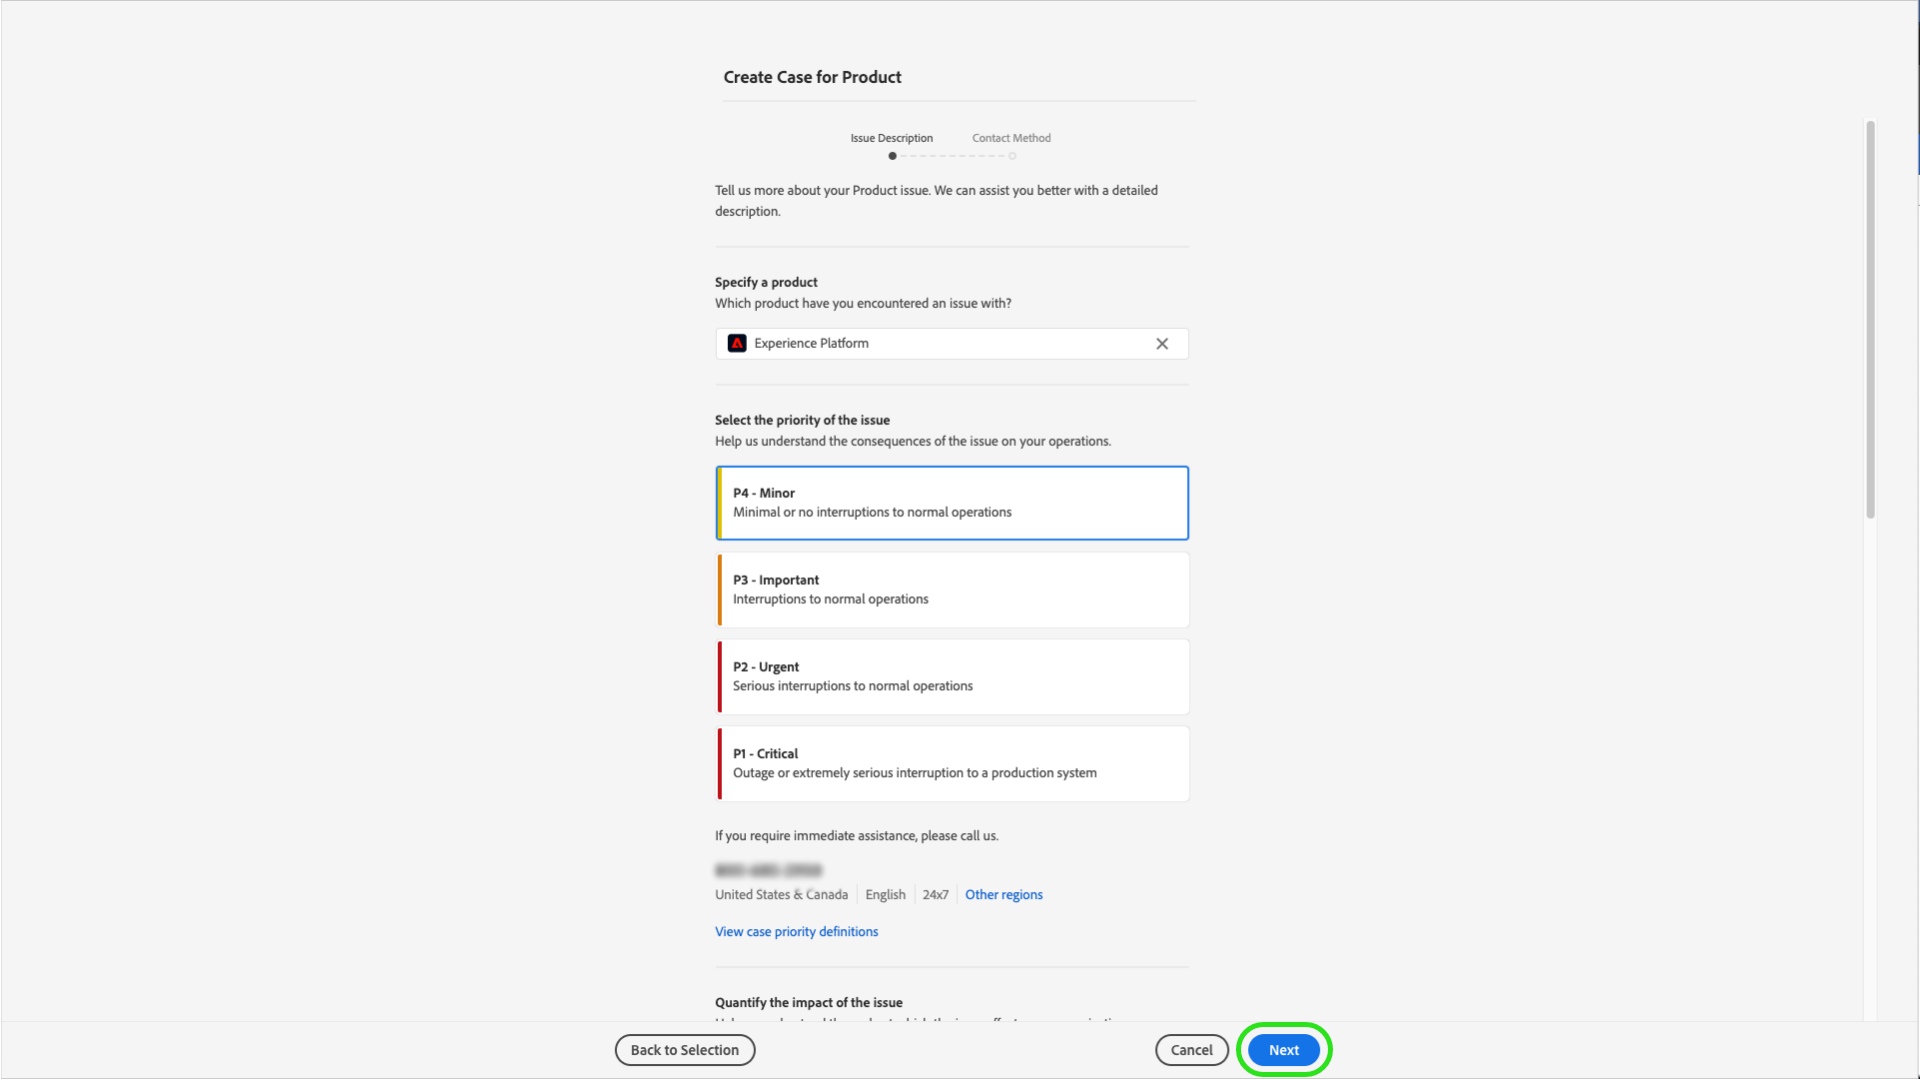 Create Case for Product
Issue Description
Contact Method
Tell us more about your Product issue. We can assist you better with a detailed
description.
Specify a product
Which product have you encountered an issue with?
Experience Platform
Select the priority of the issue
Help us understand the consequences of the issue on your operations.
P4 - Minor
Minimal or no interruptions to normal operations
P3 - Important
Interruptions to normal operations
P2 - Urgent
Serious interruptions to normal operations
P1 - Critical
Outage or extremely serious interruption to a production system
If you require immediate assistance, please call us.
United States & Canada English 24x7 Other regions
View case priority definitions
Quantify the impact of the issue
Back to Selection
Cancel
Next